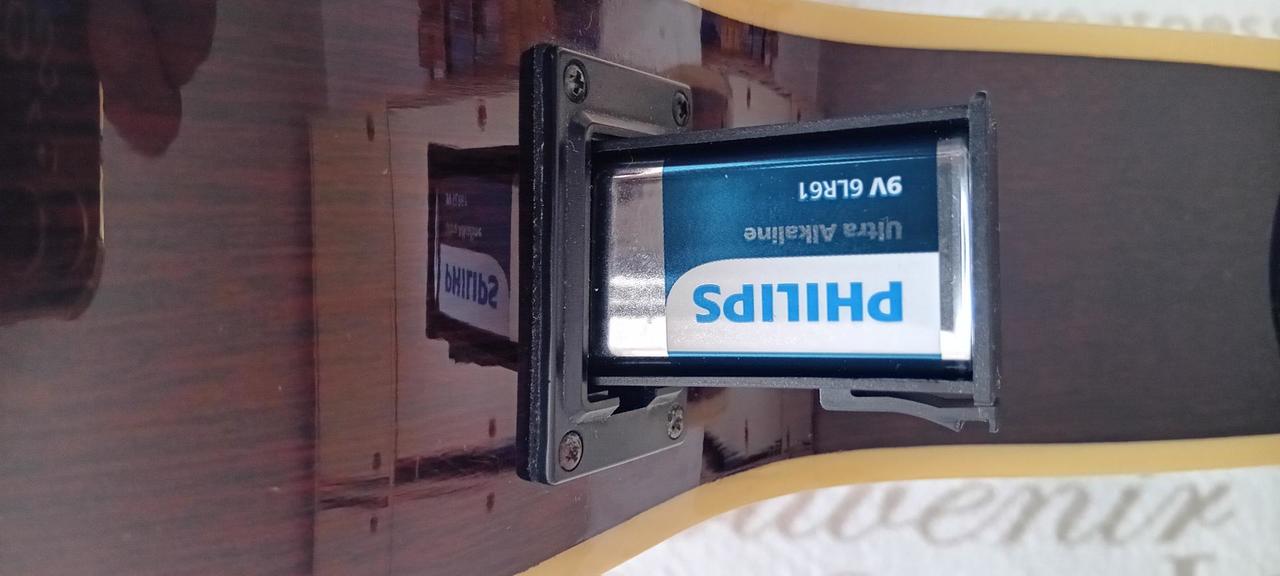 PHILIPS
Ultra Alkaline
9V 6LR61